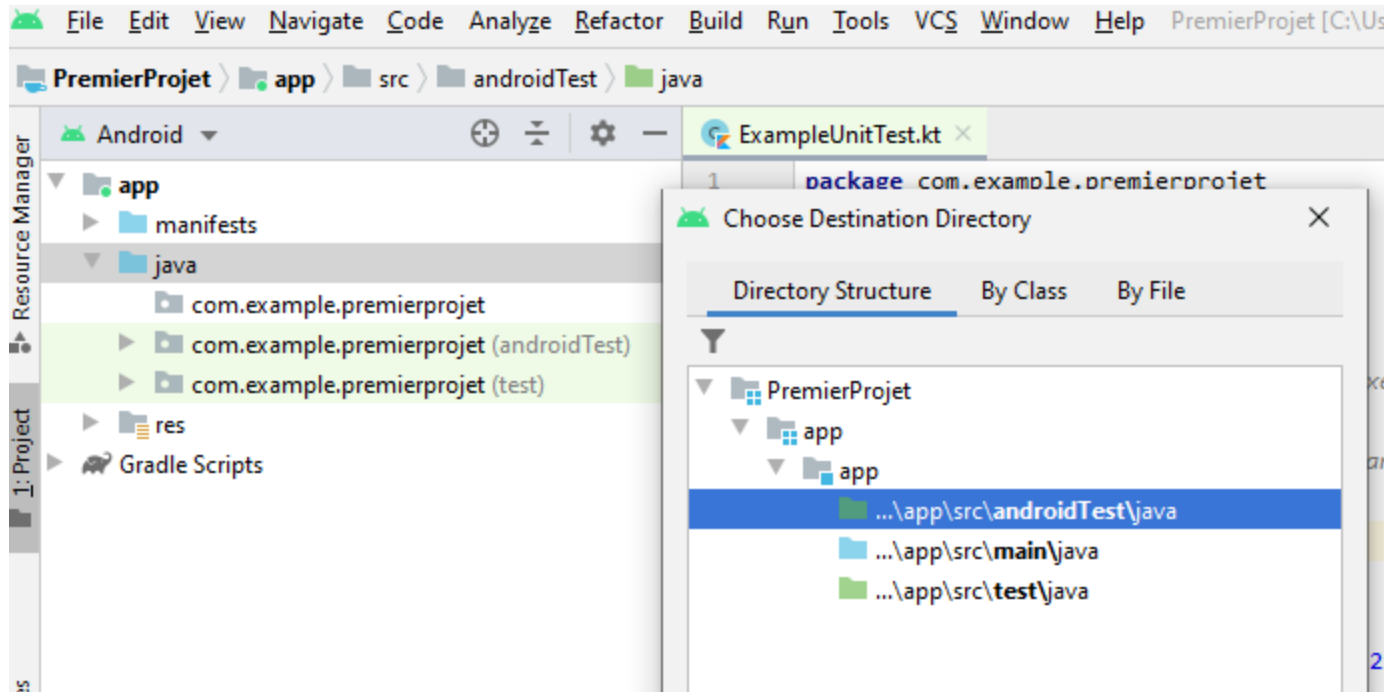 File Edit View Navigate Code Analyze Refactor Build Run Tools VCS Window Help PremierProjet [C:\Us
PremierProjet app src androidTest java
Resource Manager
1: Project
Android
app
manifests
java
com.example.premierprojet
com.example.premierprojet (androidTest)
com.example.premierprojet (test)
res
Gradle Scripts
ExampleUnitTest.kt
1 package com.example.premierprojet
Choose Destination Directory
Directory Structure By Class By File
PremierProjet
app
app
...\app\src\androidTest\java
...\app\src\main\java
...\app\src\test\java
2